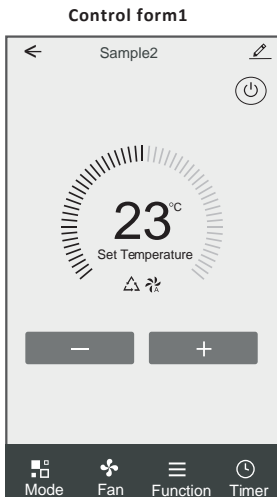 Control form1
Sample2
23°C
Set Temperature
A
— +
Mode Fan Function Timer